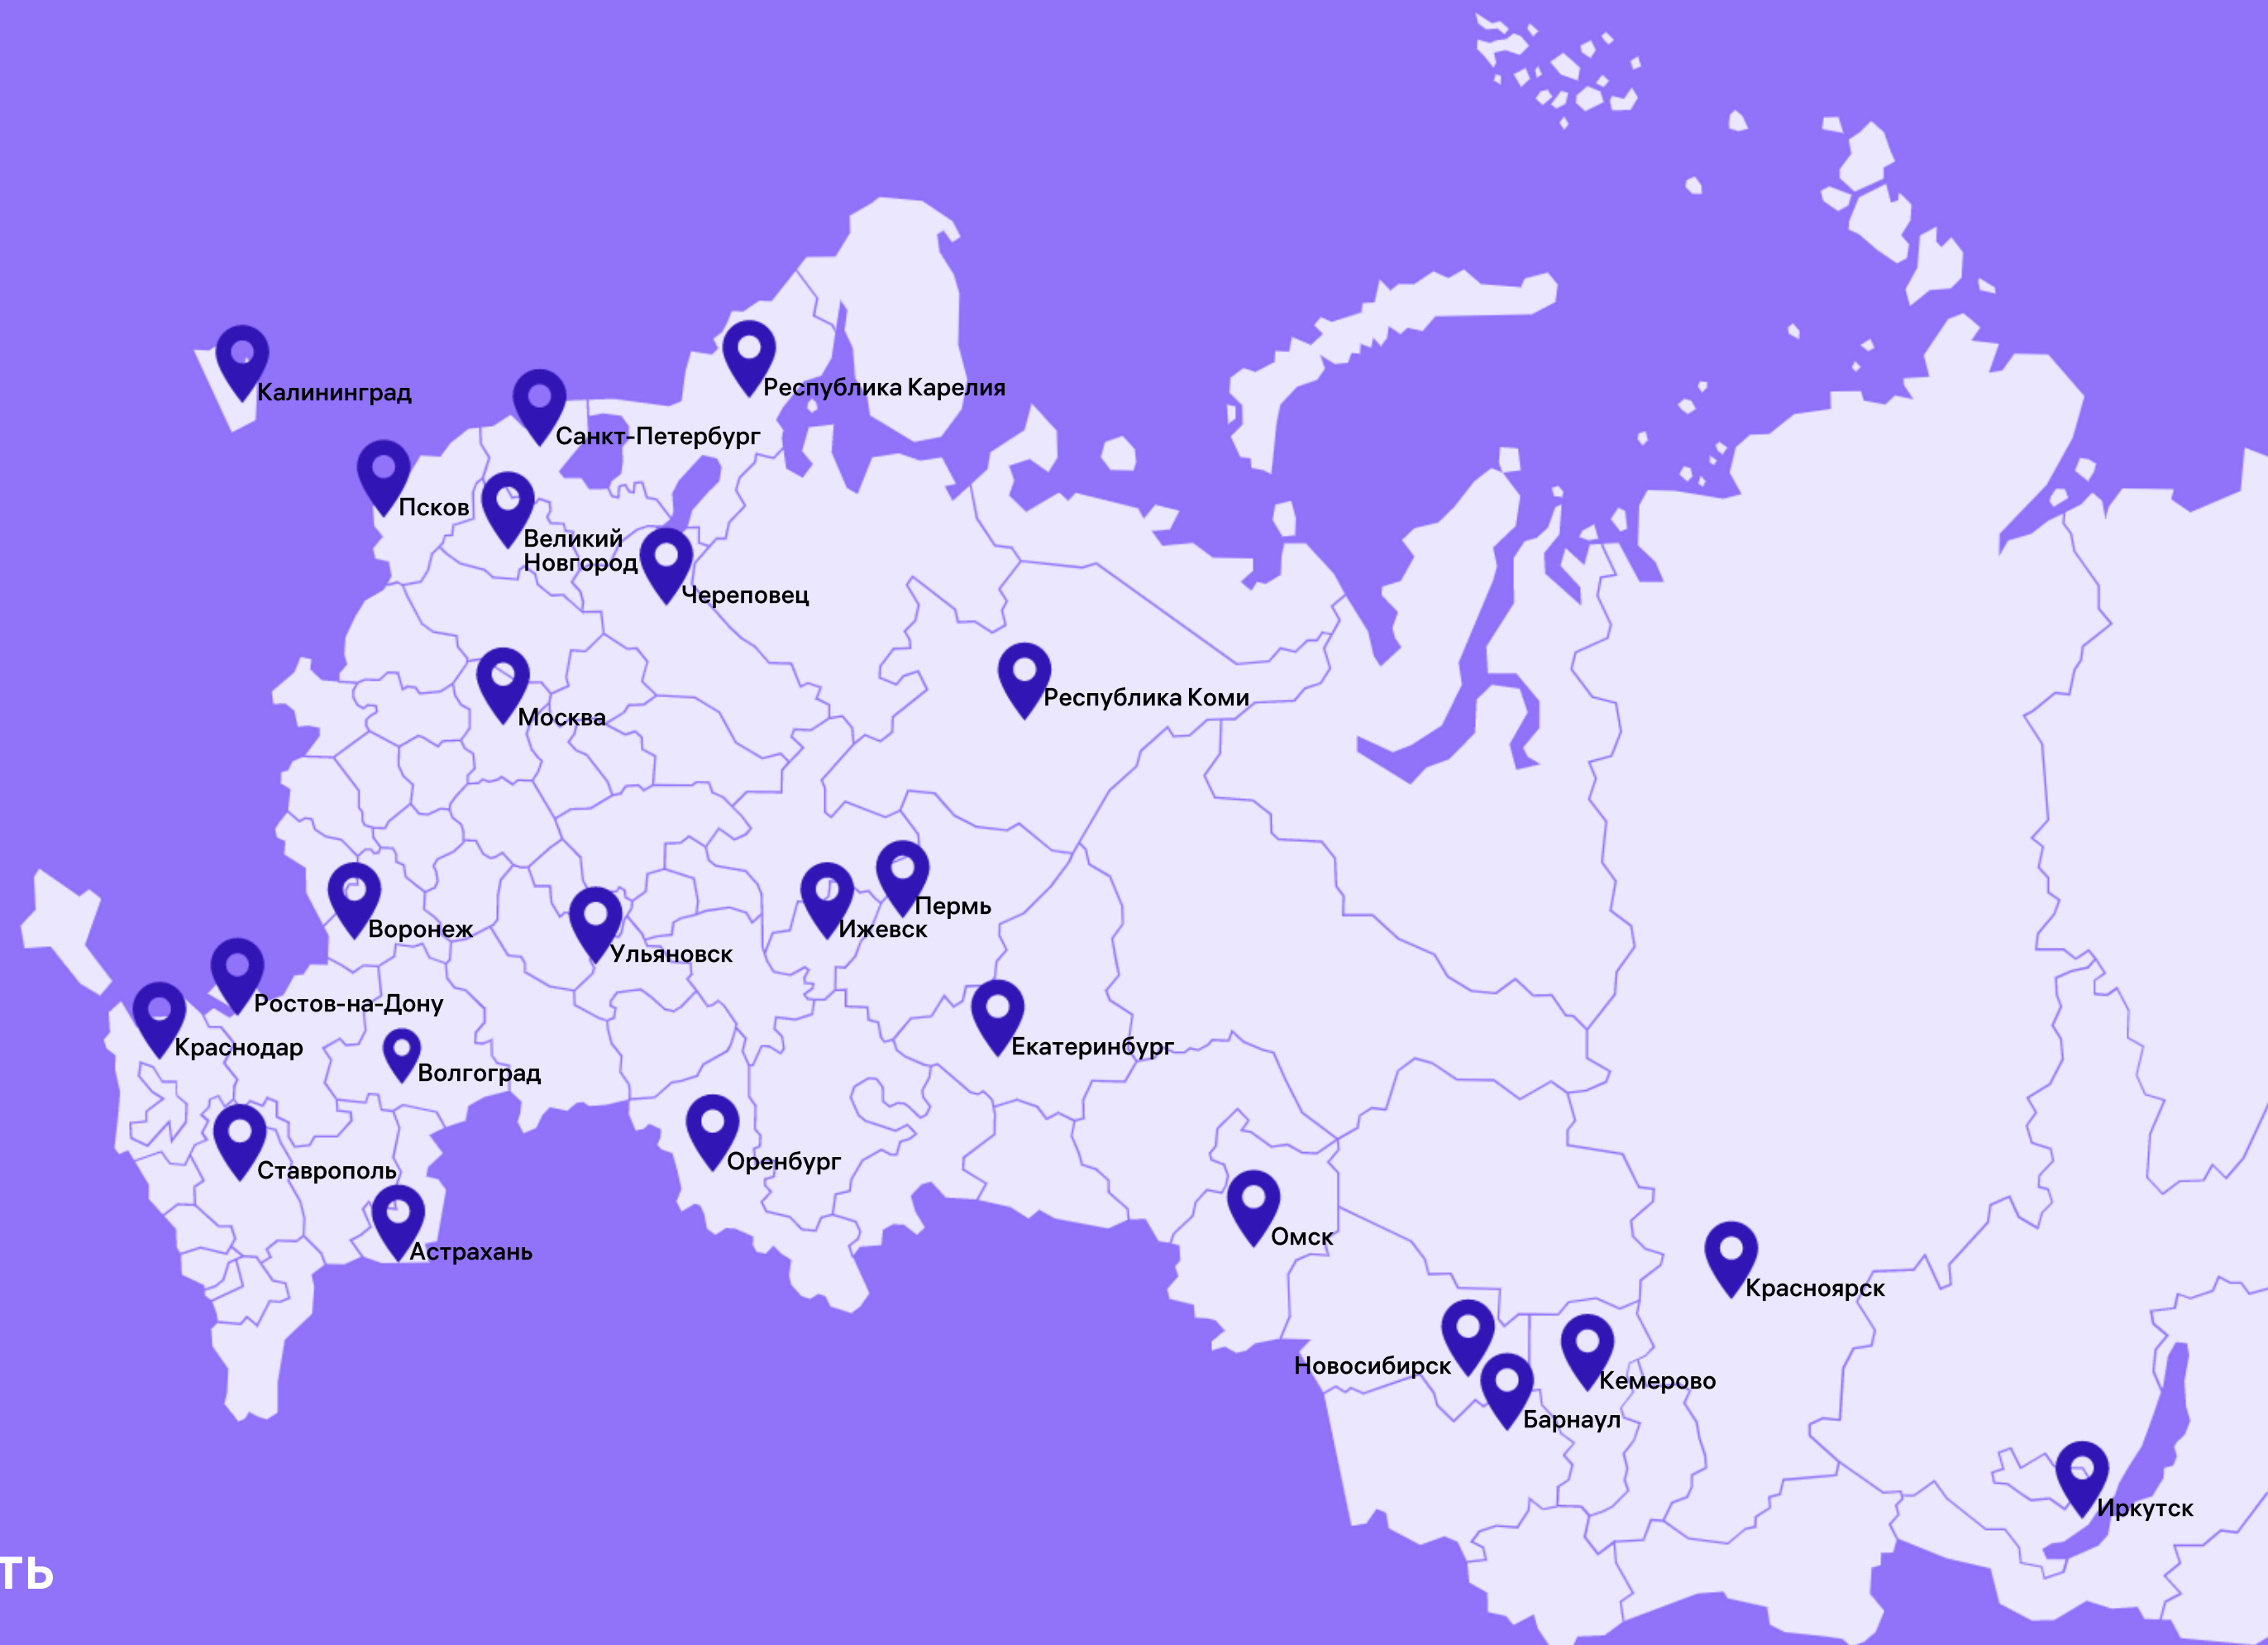 Республика Карелия
Калининград
Санкт-Петербург
Псков
Великий
Новгород
Череповец
Республика Коми
Москва
Пермь
Воронеж
Ижевск
Ульяновск
Ростов-на-Дону
Екатеринбург
Краснодар
Волгоград
Оренбург
Ставрополь
Омск
Астрахань
Красноярск
Новосибирск
Кемерово
Барнаул
Иркутск
ТЬ